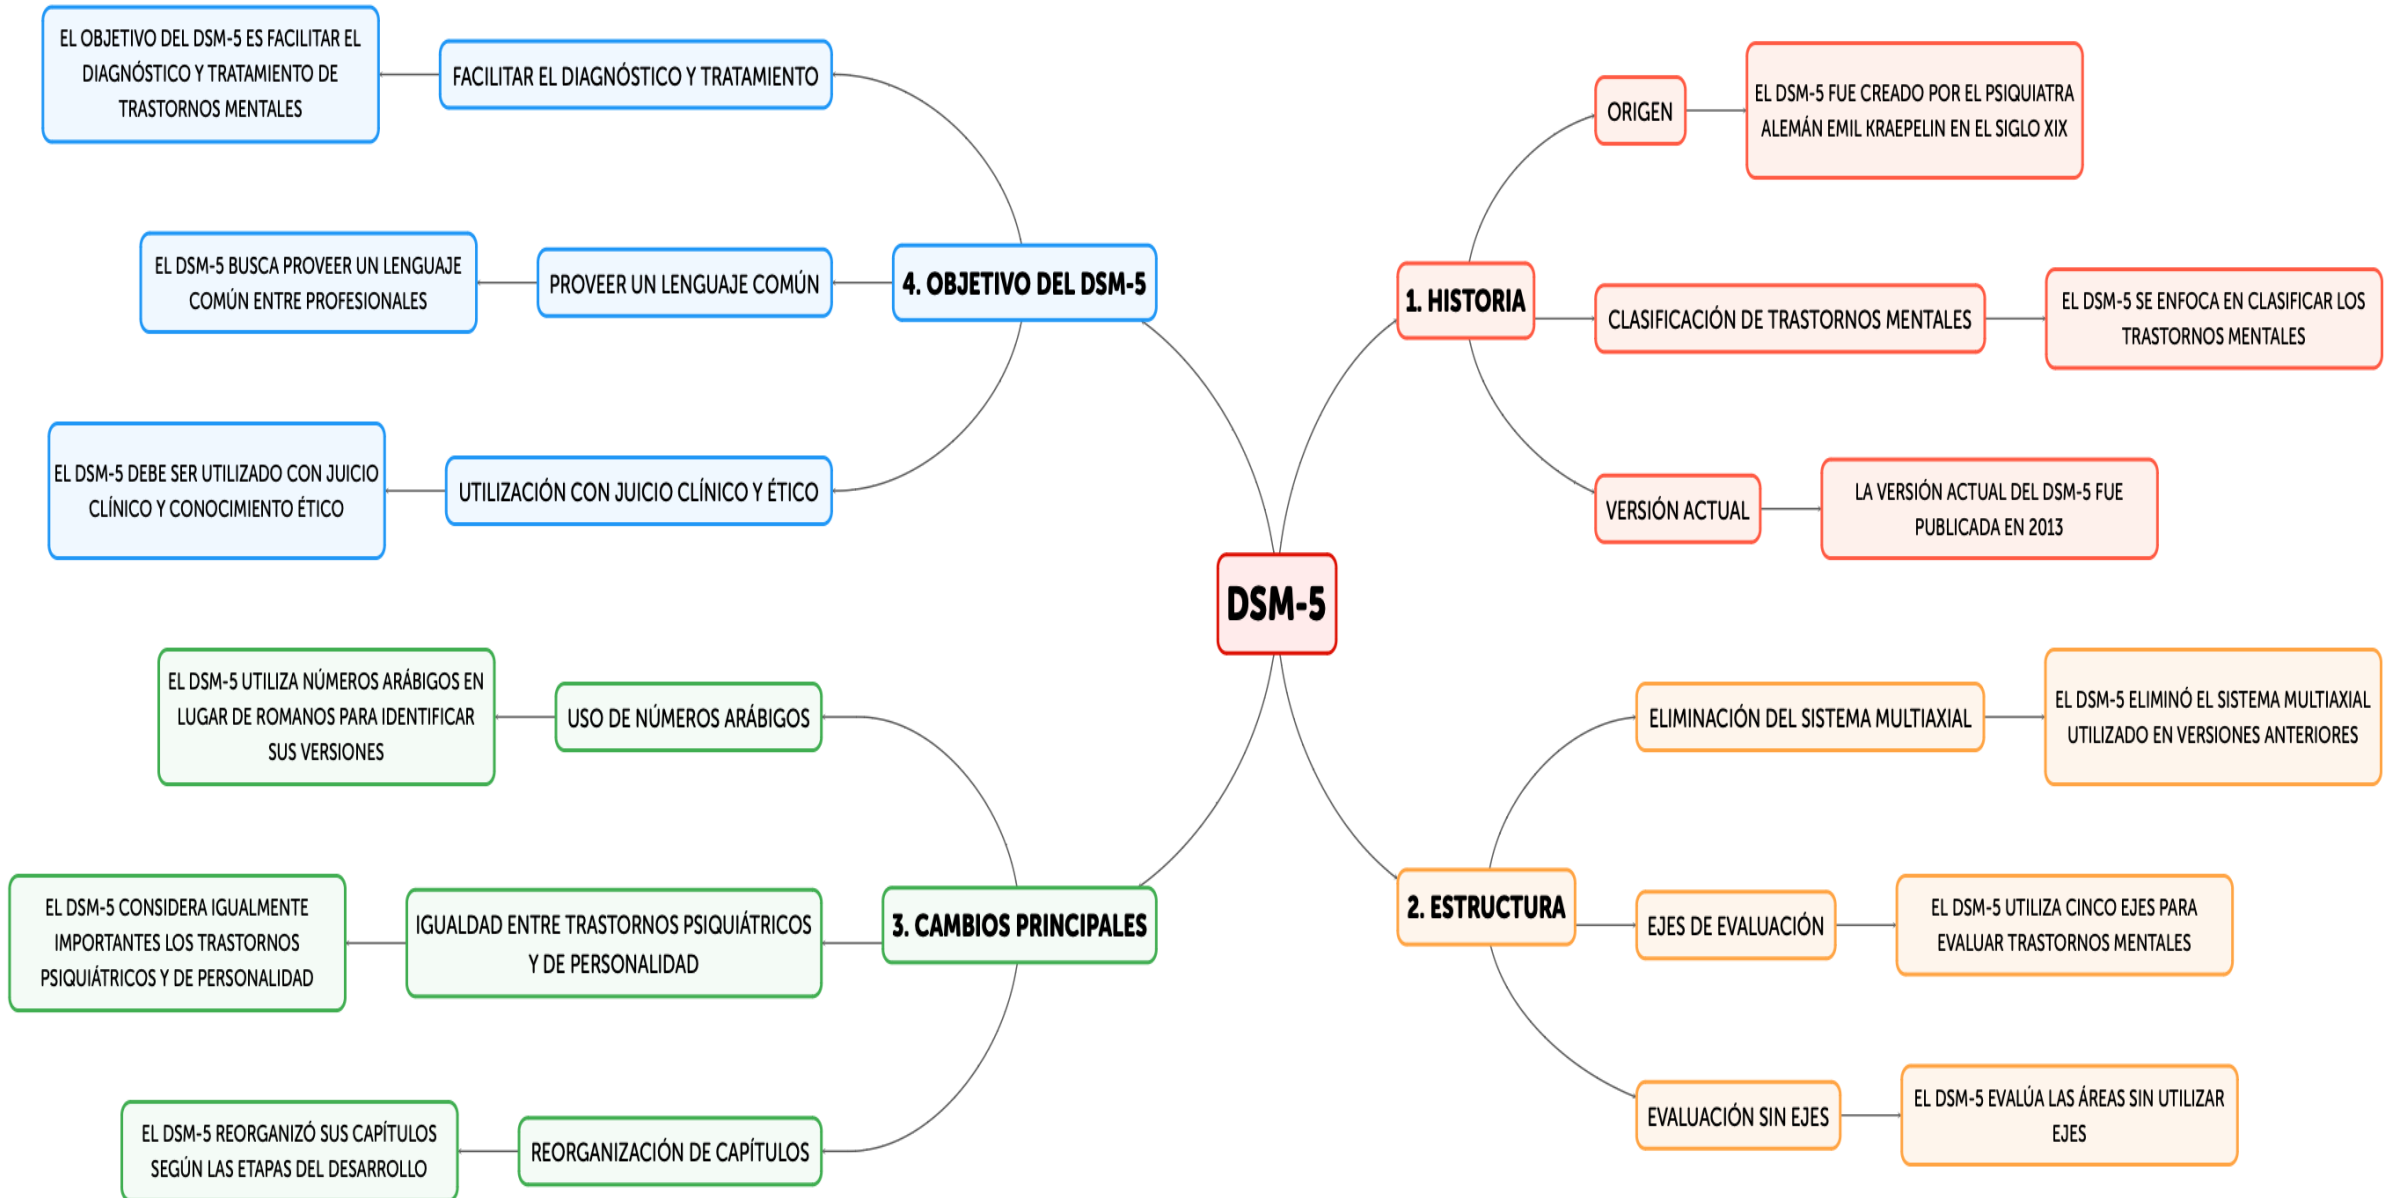 DSM-5
1. HISTORIA
ORIGEN
EL DSM-5 FUE CREADO POR EL PSIQUIATRA
ALEMÁN EMIL KRAEPELIN EN EL SIGLO XIX
CLASIFICACIÓN DE TRASTORNOS MENTALES
EL DSM-5 SE ENFOCA EN CLASIFICAR LOS
TRASTORNOS MENTALES
VERSIÓN ACTUAL
LA VERSIÓN ACTUAL DEL DSM-5 FUE
PUBLICADA EN 2013
2. ESTRUCTURA
ELIMINACIÓN DEL SISTEMA MULTIAXIAL
EL DSM-5 ELIMINÓ EL SISTEMA MULTIAXIAL
UTILIZADO EN VERSIONES ANTERIORES
EJES DE EVALUACIÓN
EL DSM-5 UTILIZA CINCO EJES PARA
EVALUAR TRASTORNOS MENTALES
EVALUACIÓN SIN EJES
EL DSM-5 EVALÚA LAS ÁREAS SIN UTILIZAR
EJES
3. CAMBIOS PRINCIPALES
USO DE NÚMEROS ARÁBIGOS
EL DSM-5 UTILIZA NÚMEROS ARÁBIGOS EN
LUGAR DE ROMANOS PARA IDENTIFICAR
SUS VERSIONES
IGUALDAD ENTRE TRASTORNOS PSIQUIÁTRICOS
Y DE PERSONALIDAD
EL DSM-5 CONSIDERA IGUALMENTE
IMPORTANTES LOS TRASTORNOS
PSIQUIÁTRICOS Y DE PERSONALIDAD
REORGANIZACIÓN DE CAPÍTULOS
EL DSM-5 REORGANIZÓ SUS CAPÍTULOS
SEGÚN LAS ETAPAS DEL DESARROLLO
4. OBJETIVO DEL DSM-5
FACILITAR EL DIAGNÓSTICO Y TRATAMIENTO
EL OBJETIVO DEL DSM-5 ES FACILITAR EL
DIAGNÓSTICO Y TRATAMIENTO DE
TRASTORNOS MENTALES
PROVEER UN LENGUAJE COMÚN
EL DSM-5 BUSCA PROVEER UN LENGUAJE
COMÚN ENTRE PROFESIONALES
UTILIZACIÓN CON JUICIO CLÍNICO Y ÉTICO
EL DSM-5 DEBE SER UTILIZADO CON JUICIO
CLÍNICO Y CONOCIMIENTO ÉTICO